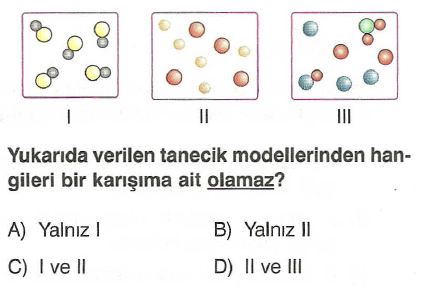 I II III
Yukarıda verilen tanecik modellerinden han-
gileri bir karışıma ait olamaz?
A) Yalnız I B) Yalnız II
C) I ve II D) II ve III